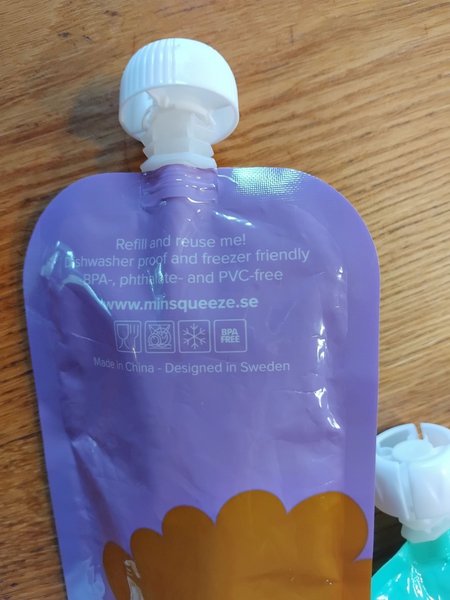 Refill and reuse me!
Dishwasher proof and freezer friendly
BPA-, phthalate- and PVC-free
www.minsqueeze.se
BPA
FREE
Made in China - Designed in Sweden